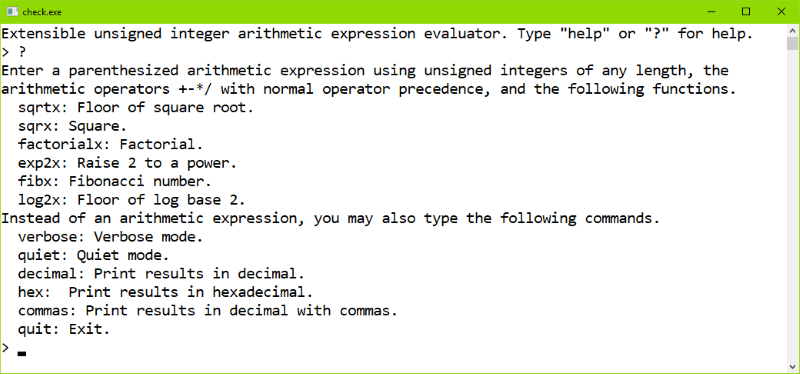 check.exe
Extensible unsigned integer arithmetic expression evaluator. Type "help" or "?" for help.
> ?
Enter a parenthesized arithmetic expression using unsigned integers of any length, the
arithmetic operators +-*/ with normal operator precedence, and the following functions.
  sqrtx: Floor of square root.
  sqrx: Square.
  factorialx: Factorial.
  exp2x: Raise 2 to a power.
  fibx: Fibonacci number.
  log2x: Floor of log base 2.
Instead of an arithmetic expression, you may also type the following commands.
  verbose: Verbose mode.
  quiet: Quiet mode.
  decimal: Print results in decimal.
  hex:  Print results in hexadecimal.
  commas: Print results in decimal with commas.
  quit: Exit.
>